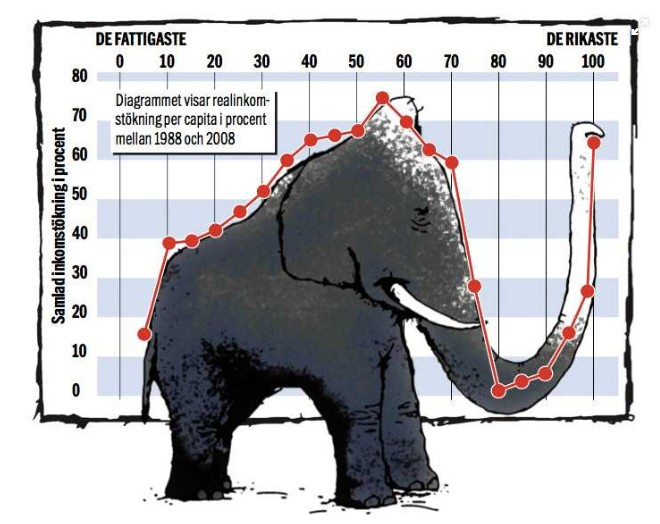 DE FATTIGASTE DE RIKASTE
0 10 20 30 40 50 60 70 80 90 100
80
Diagrammet visar realinkom-
stökning per capita i procent
mellan 1988 och 2008
70
60
50
40
30
20
10
0
Samlad inkomstökning i procent